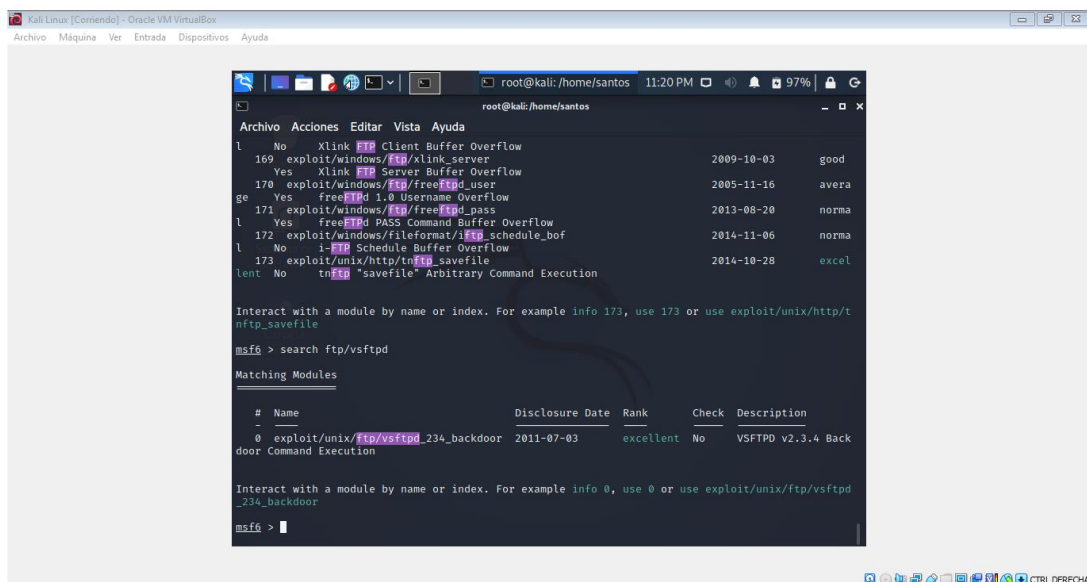 Kali Linux [Corriendo] - Oracle VM VirtualBox
Archivo Máquina Ver Entrada Dispositivos Ayuda
root@kali: /home/santos 11:20 PM 97%
root@kali: /home/santos
Archivo Acciones Editar Vista Ayuda
l No Xlink FTP Client Buffer Overflow
169 exploit/windows/ftp/xlink_server 2009-10-03 good
Yes Xlink FTP Server Buffer Overflow
170 exploit/windows/ftp/freeftpd_user 2005-11-16 avera
ge Yes freeFTPd 1.0 Username Overflow
171 exploit/windows/ftp/freeftpd_pass 2013-08-20 norma
l Yes freeFTPd PASS Command Buffer Overflow
172 exploit/windows/fileformat/iftp_schedule_bof 2014-11-06 norma
l No i-FTP Schedule Buffer Overflow
173 exploit/unix/http/tnftp_savefile 2014-10-28 excel
lent No tnftp "savefile" Arbitrary Command Execution
Interact with a module by name or index. For example info 173, use 173 or use exploit/unix/http/t
nftp_savefile
msf6 > search ftp/vsftpd
Matching Modules
================
# Name Disclosure Date Rank Check Description
- ---- --------------- ---- ----- -----------
0 exploit/unix/ftp/vsftpd_234_backdoor 2011-07-03 excellent No VSFTPD v2.3.4 Back
door Command Execution
Interact with a module by name or index. For example info 0, use 0 or use exploit/unix/ftp/vsftpd
_234_backdoor
msf6 >
CTRL DERECHA